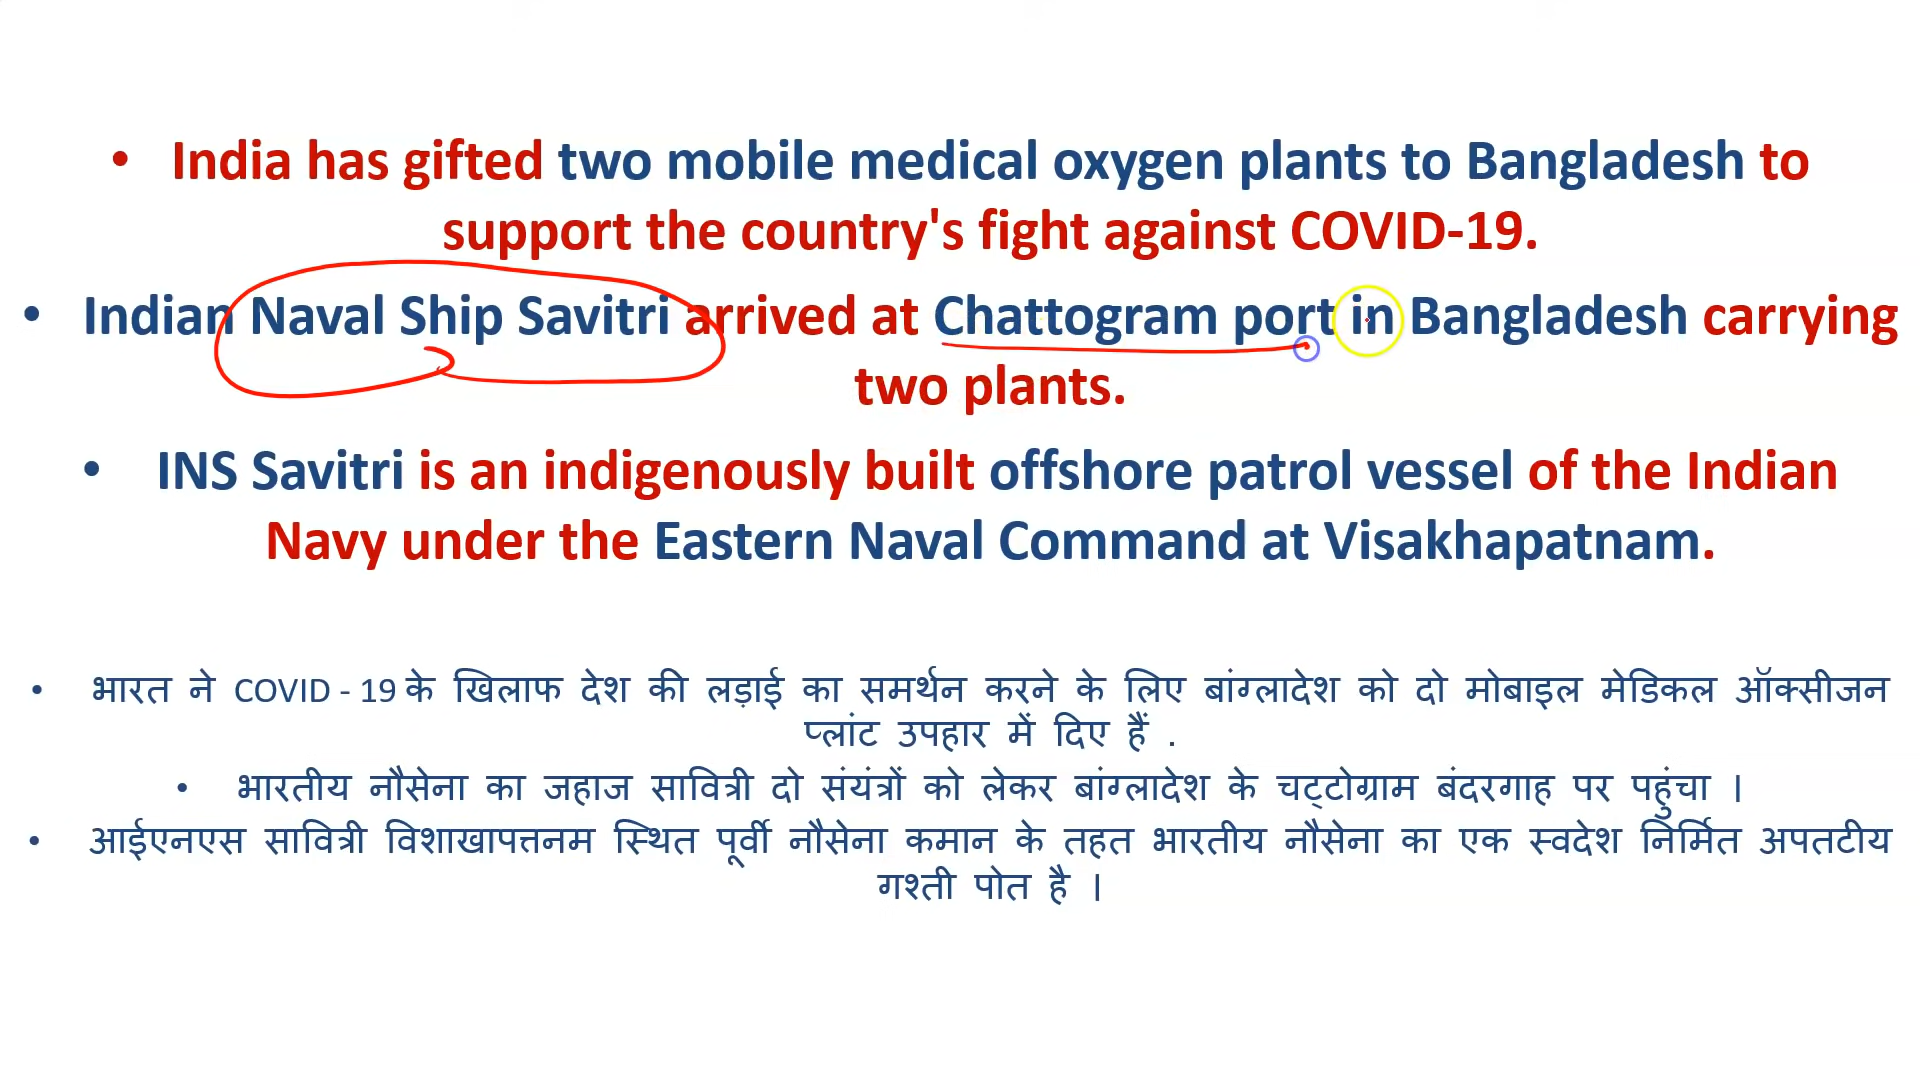 • India has gifted two mobile medical oxygen plants to Bangladesh to
support the country's fight against COVID-19.
• Indian Naval Ship Savitri arrived at Chattogram port in Bangladesh carrying
two plants.
• INS Savitri is an indigenously built offshore patrol vessel of the Indian
Navy under the Eastern Naval Command at Visakhapatnam.
• भारत ने COVID - 19 के खिलाफ देश की लड़ाई का समर्थन करने के लिए बांग्लादेश को दो मोबाइल मेडिकल ऑक्सीजन
प्लांट उपहार में दिए हैं .
• भारतीय नौसेना का जहाज सावित्री दो संयंत्रों को लेकर बांग्लादेश के चट्टोग्राम बंदरगाह पर पहुंचा ।
• आईएनएस सावित्री विशाखापत्तनम स्थित पूर्वी नौसेना कमान के तहत भारतीय नौसेना का एक स्वदेश निर्मित अपतटीय
गश्ती पोत है ।